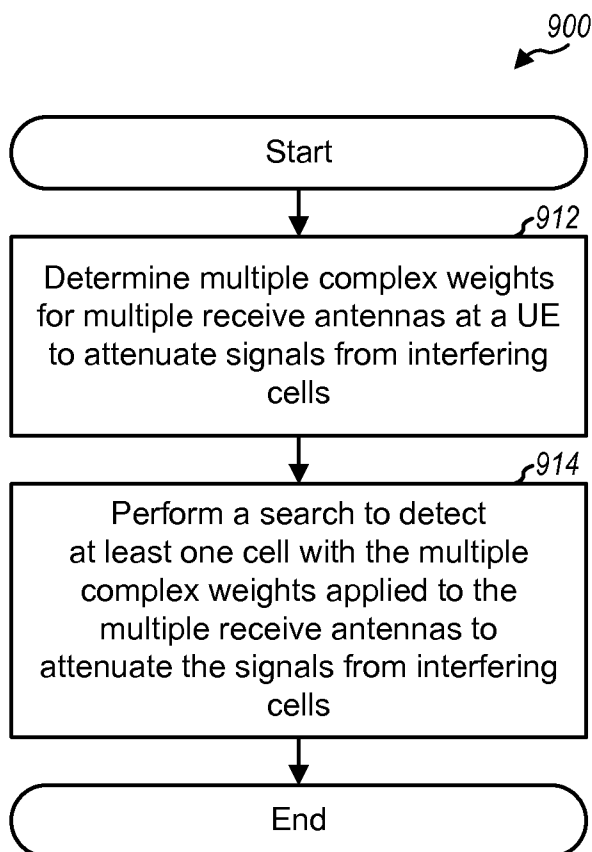 900
Start
912
Determine multiple complex weights
for multiple receive antennas at a UE
to attenuate signals from interfering
cells
914
Perform a search to detect
at least one cell with the multiple
complex weights applied to the
multiple receive antennas to
attenuate the signals from interfering
cells
End